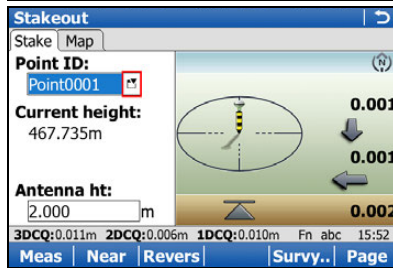 Stakeout
Stake Map
Point ID:
Point0001
N
Current height:
467.735m
0.001
0.001
Antenna ht:
2.000 m
0.002
3DCQ:0.011m 2DCQ:0.006m 1DCQ:0.010m Fn abc 15:52
Meas Near Revers Survy.. Page